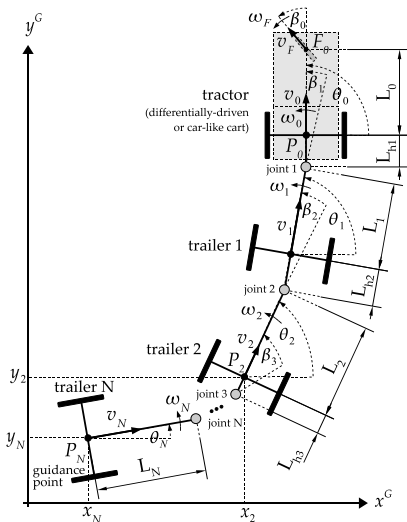 y^G
ω_F
β_0
v_F
F_0
β_1
L_0
tractor
(differentially-driven
or car-like cart)
v_0
θ_0
ω_0
P_0
L_h1
joint 1
ω_1
β_2
v_1
θ_1
L_1
trailer 1
joint 2
L_h2
ω_2
v_2
θ_2
trailer 2
P_2
β_3
L_2
y_2
joint 3
trailer N
joint N
v_N
ω_N
y_N
P_N
θ_N
L_h3
guidance
point
L_N
x^G
x_N
x_2